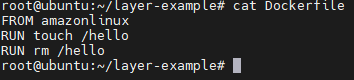 root@ubuntu:~/layer-example# cat Dockerfile
FROM amazonlinux
RUN touch /hello
RUN rm /hello
root@ubuntu:~/layer-example#